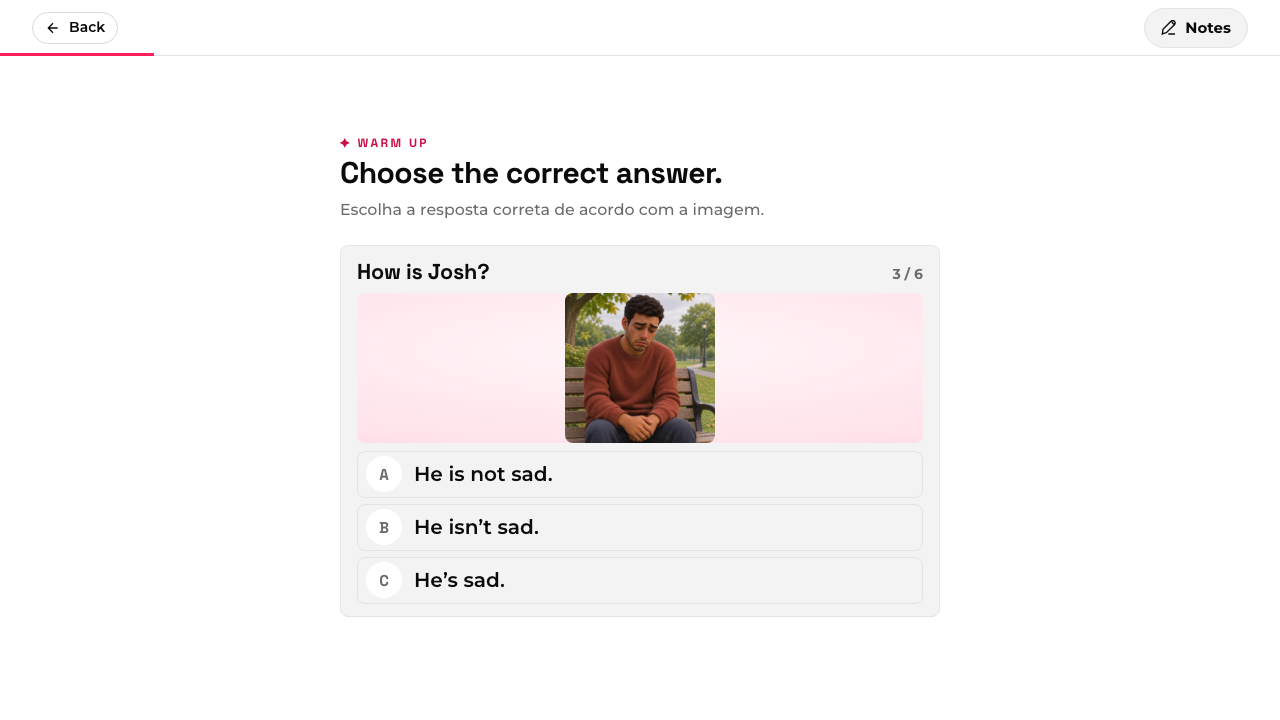 Back
Notes
WARM UP
Choose the correct answer.
Escolha a resposta correta de acordo com a imagem.
How is Josh?
3 / 6
A
He is not sad.
B
He isn’t sad.
C
He’s sad.